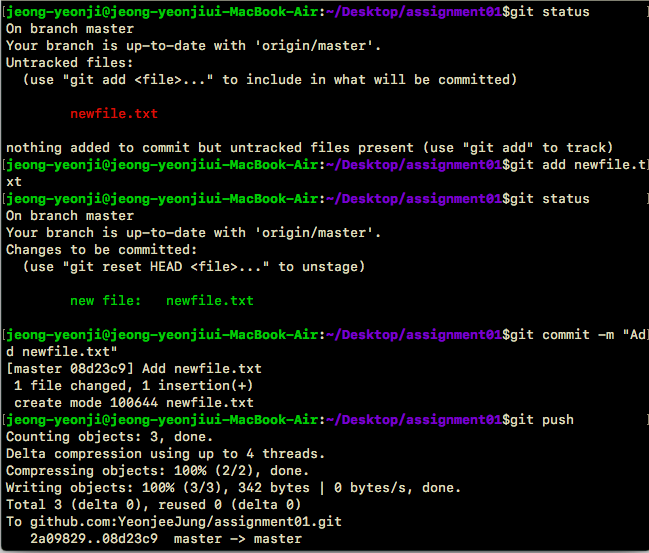 [jeong-yeonji@jeong-yeonjiui-MacBook-Air:~/Desktop/assignment01$git status ]
On branch master
Your branch is up-to-date with 'origin/master'.
Untracked files:
  (use "git add <file>..." to include in what will be committed)
        newfile.txt
nothing added to commit but untracked files present (use "git add" to track)
[jeong-yeonji@jeong-yeonjiui-MacBook-Air:~/Desktop/assignment01$git add newfile.t]
xt
[jeong-yeonji@jeong-yeonjiui-MacBook-Air:~/Desktop/assignment01$git status ]
On branch master
Your branch is up-to-date with 'origin/master'.
Changes to be committed:
  (use "git reset HEAD <file>..." to unstage)
        new file:   newfile.txt
[jeong-yeonji@jeong-yeonjiui-MacBook-Air:~/Desktop/assignment01$git commit -m "Ad]
d newfile.txt"
[master 08d23c9] Add newfile.txt
 1 file changed, 1 insertion(+)
 create mode 100644 newfile.txt
[jeong-yeonji@jeong-yeonjiui-MacBook-Air:~/Desktop/assignment01$git push ]
Counting objects: 3, done.
Delta compression using up to 4 threads.
Compressing objects: 100% (2/2), done.
Writing objects: 100% (3/3), 342 bytes | 0 bytes/s, done.
Total 3 (delta 0), reused 0 (delta 0)
To github.com:YeonjeeJung/assignment01.git
   2a09829..08d23c9  master -> master